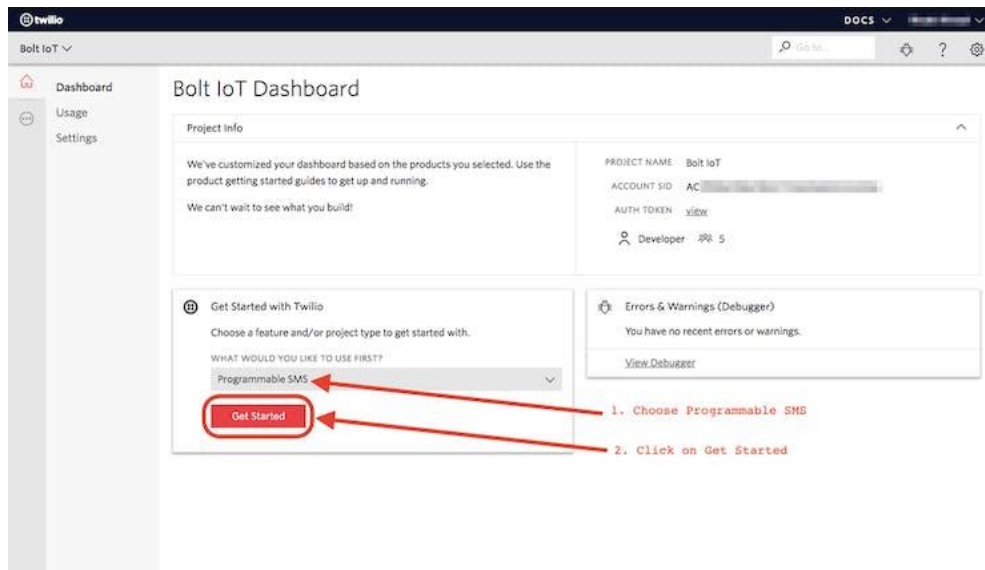 twilio
DOCS
Bolt IoT
Go to...
?
Dashboard
Usage
Settings
Bolt IoT Dashboard
Project Info
We've customized your dashboard based on the products you selected. Use the
product getting started guides to get up and running.
We can't wait to see what you build!
PROJECT NAME Bolt IoT
ACCOUNT SID AC
AUTH TOKEN view
Developer 5
Get Started with Twilio
Choose a feature and/or project type to get started with.
WHAT WOULD YOU LIKE TO USE FIRST?
Programmable SMS
Get Started
Errors & Warnings (Debugger)
You have no recent errors or warnings.
View Debugger
1. Choose Programmable SMS
2. Click on Get Started